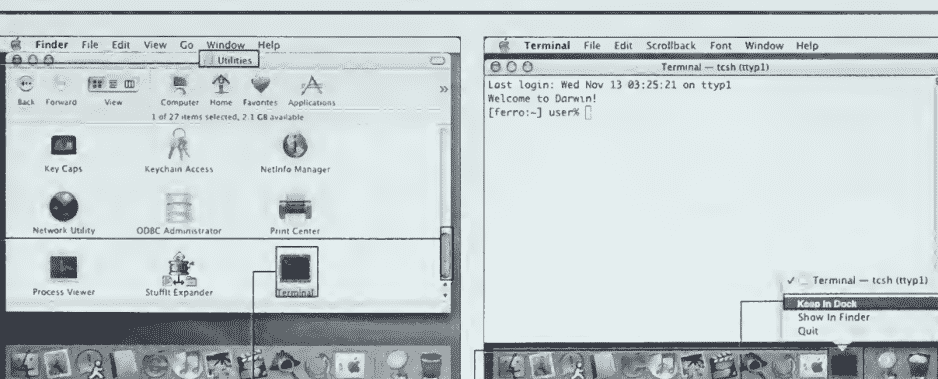 Finder File Edit View Go Window Help
Utilities
Back Forward View Computer Home Favorites Applications
1 of 27 items selected, 2.1 GB available
Key Caps Keychain Access NetInfo Manager
Network Utility ODBC Administrator Print Center
Process Viewer StuffIt Expander Terminal
Terminal File Edit Scrollback Font Window Help
Terminal — tcsh (ttyp1)
Last login: Wed Nov 13 03:25:21 on ttyp1
Welcome to Darwin!
[ferro:~] user%
✓ Terminal — tcsh (ttyp1)
Keep In Dock
Show In Finder
Quit